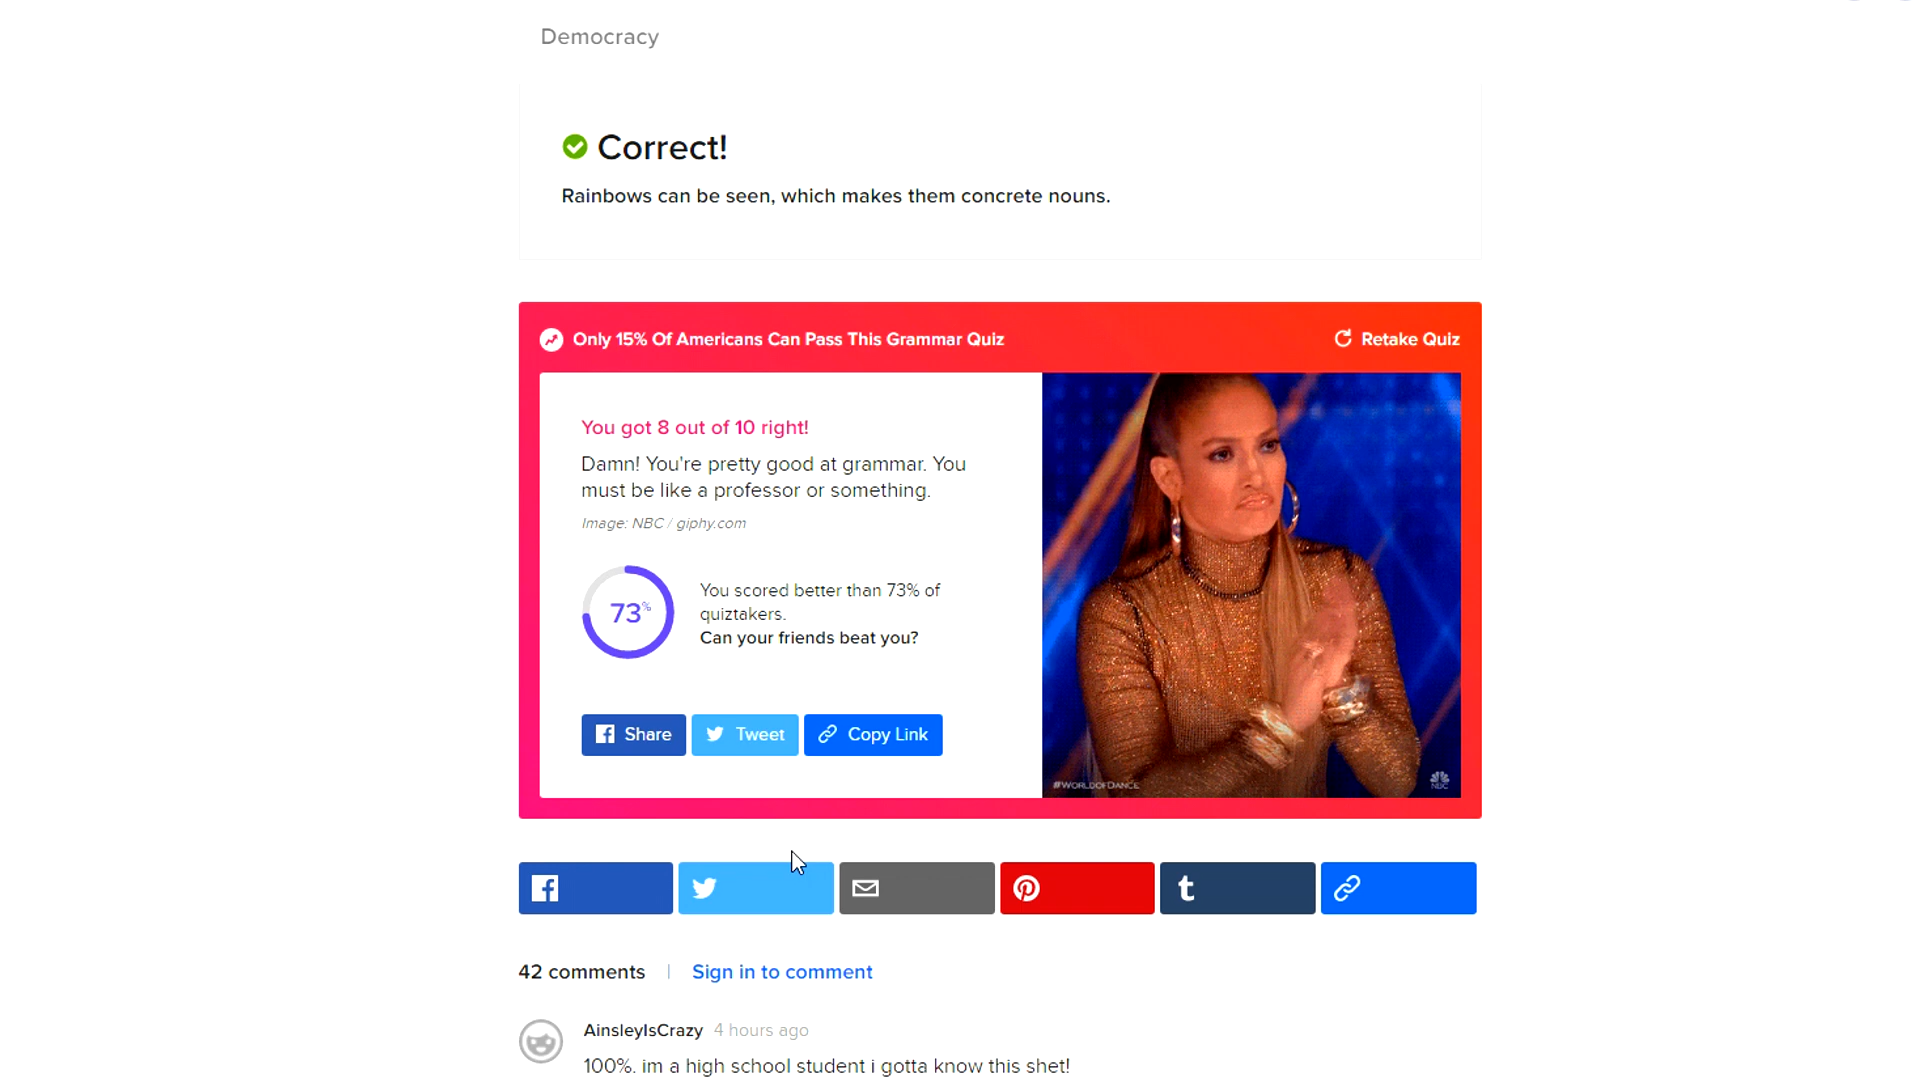 Democracy
Correct!
Rainbows can be seen, which makes them concrete nouns.
Only 15% Of Americans Can Pass This Grammar Quiz
Retake Quiz
You got 8 out of 10 right!
Damn! You're pretty good at grammar. You
must be like a professor or something.
Image: NBC / giphy.com
73%
You scored better than 73% of
quiztakers.
Can your friends beat you?
Share
Tweet
Copy Link
#WORLDOFDANCE
NBC
42 comments
Sign in to comment
AinsleyIsCrazy 4 hours ago
100%. im a high school student i gotta know this shet!